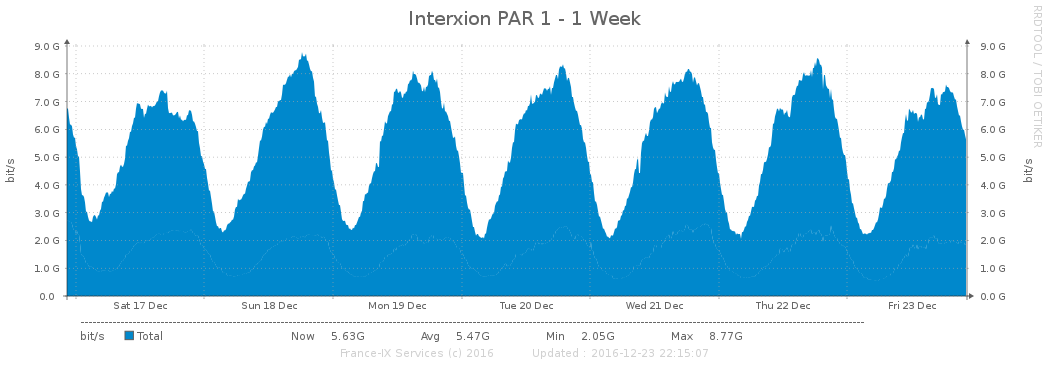 Interxion PAR 1 - 1 Week
RRDTOOL / TOBI OETIKER
bit/s
9.0 G 9.0 G
8.0 G 8.0 G
7.0 G 7.0 G
6.0 G 6.0 G
5.0 G 5.0 G
4.0 G 4.0 G
3.0 G 3.0 G
2.0 G 2.0 G
1.0 G 1.0 G
0.0 0.0 G
bit/s
Sat 17 Dec Sun 18 Dec Mon 19 Dec Tue 20 Dec Wed 21 Dec Thu 22 Dec Fri 23 Dec
bit/s Total Now 5.63G Avg 5.47G Min 2.05G Max 8.77G
France-IX Services (c) 2016 Updated : 2016-12-23 22:15:07